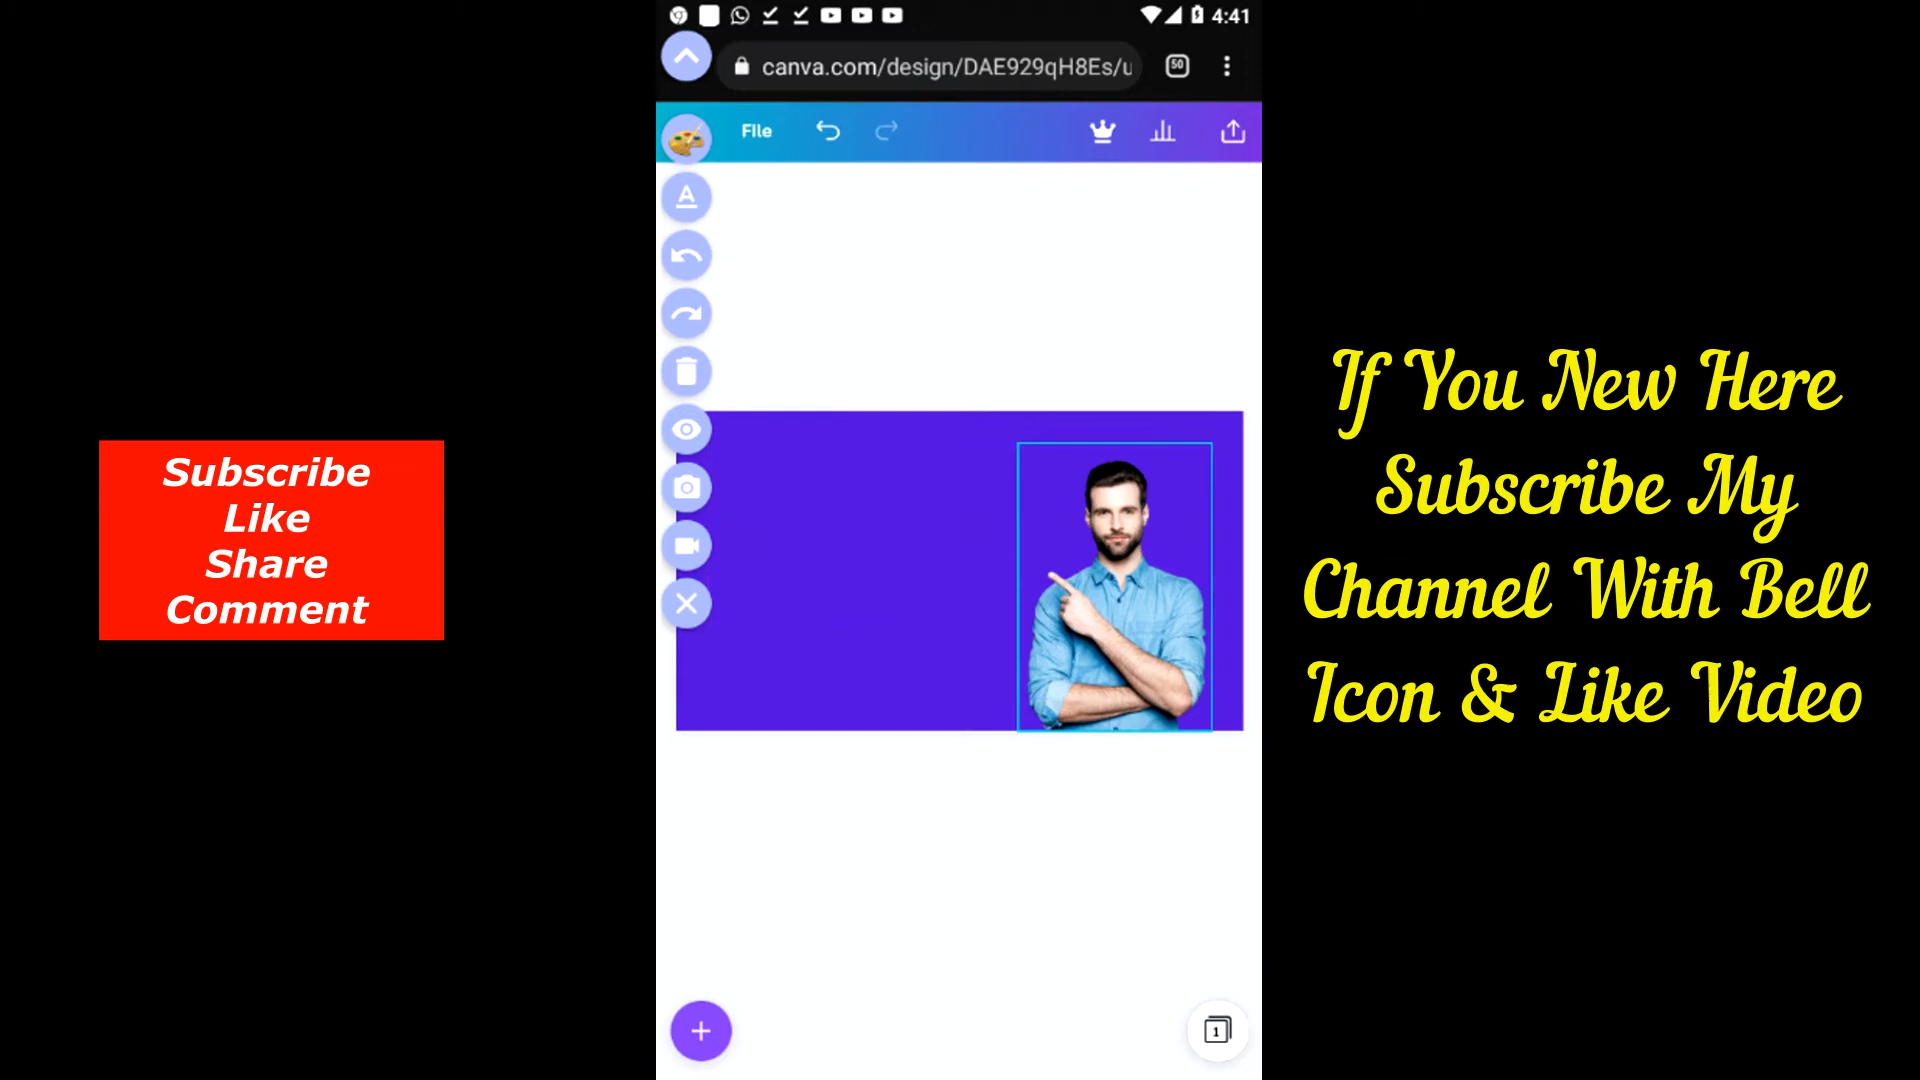 4:41
50
canva.com/design/DAE929qH8Es/u
File
A
Subscribe
Like
Share
Comment
If You New Here
Subscribe My
Channel With Bell
Icon & Like Video
1